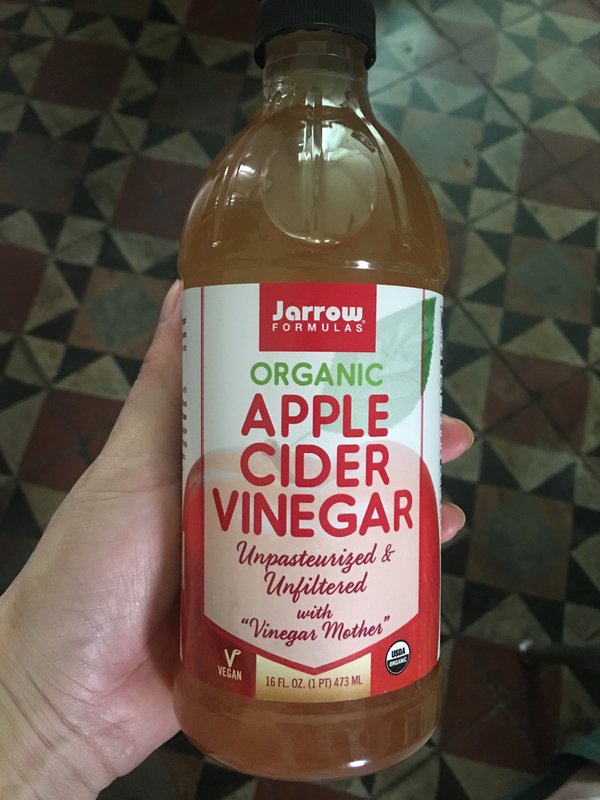 Jarrow
FORMULAS®
ORGANIC
APPLE
CIDER
VINEGAR
Unpasteurized &
Unfiltered
with
"Vinegar Mother"
V
VEGAN
16 FL. OZ. (1 PT) 473 ML
USDA
ORGANIC